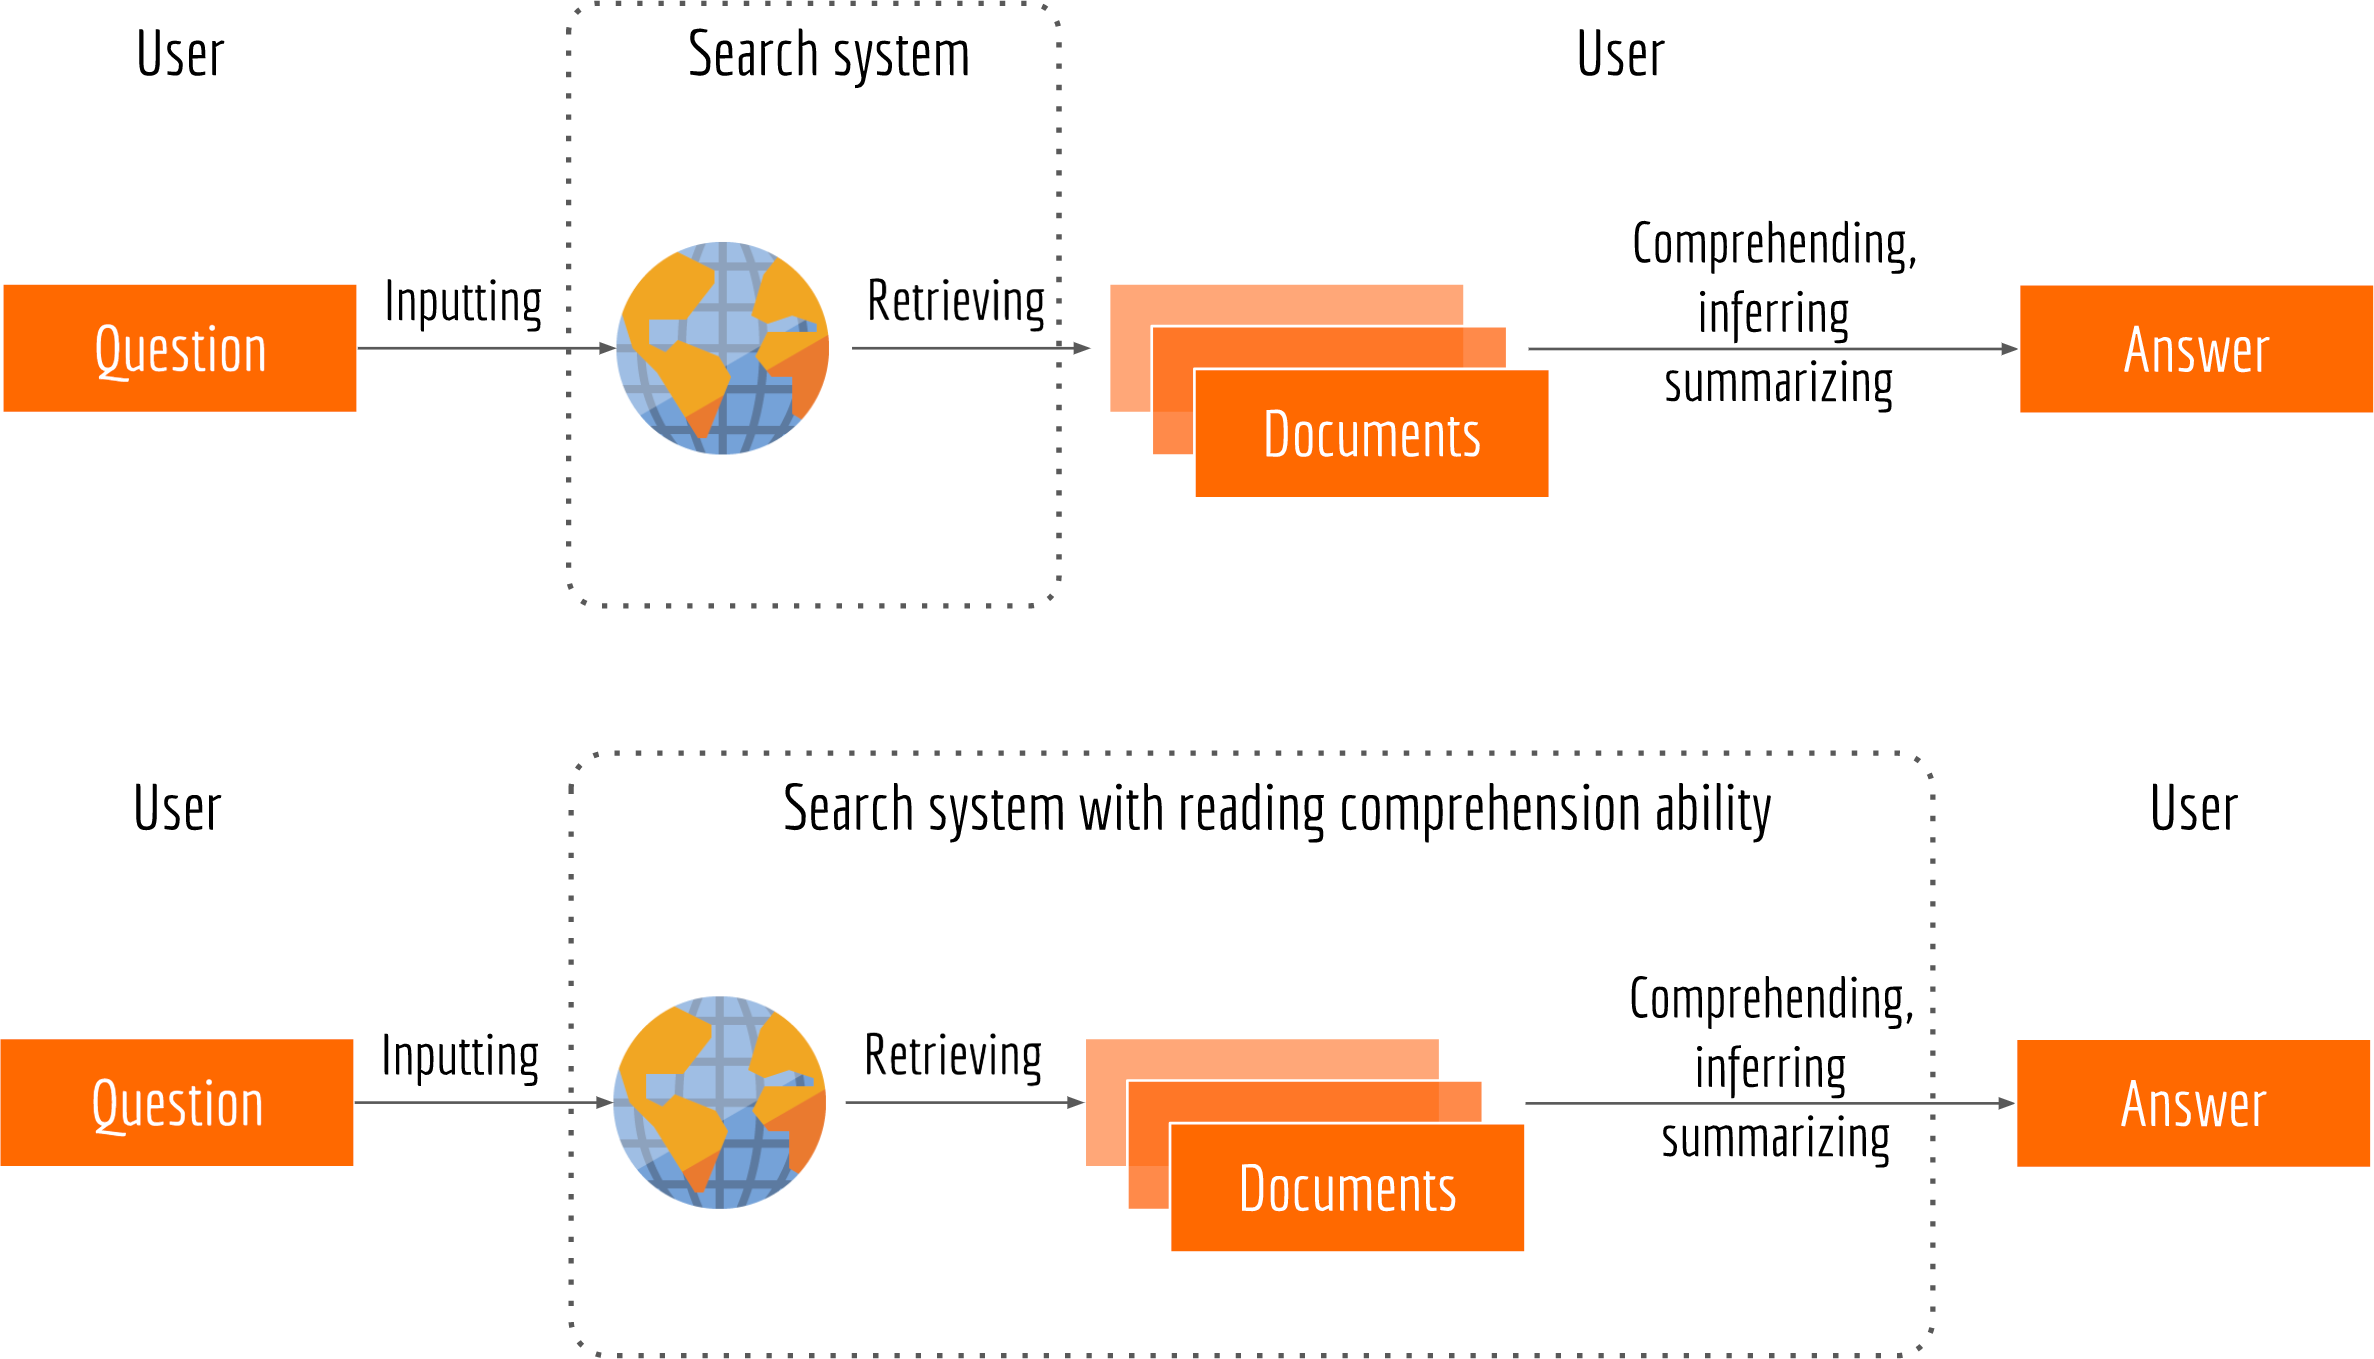 User
Search system
User
Question
Inputting
Retrieving
Documents
Comprehending,
inferring
summarizing
Answer
User
Search system with reading comprehension ability
User
Question
Inputting
Retrieving
Documents
Comprehending,
inferring
summarizing
Answer